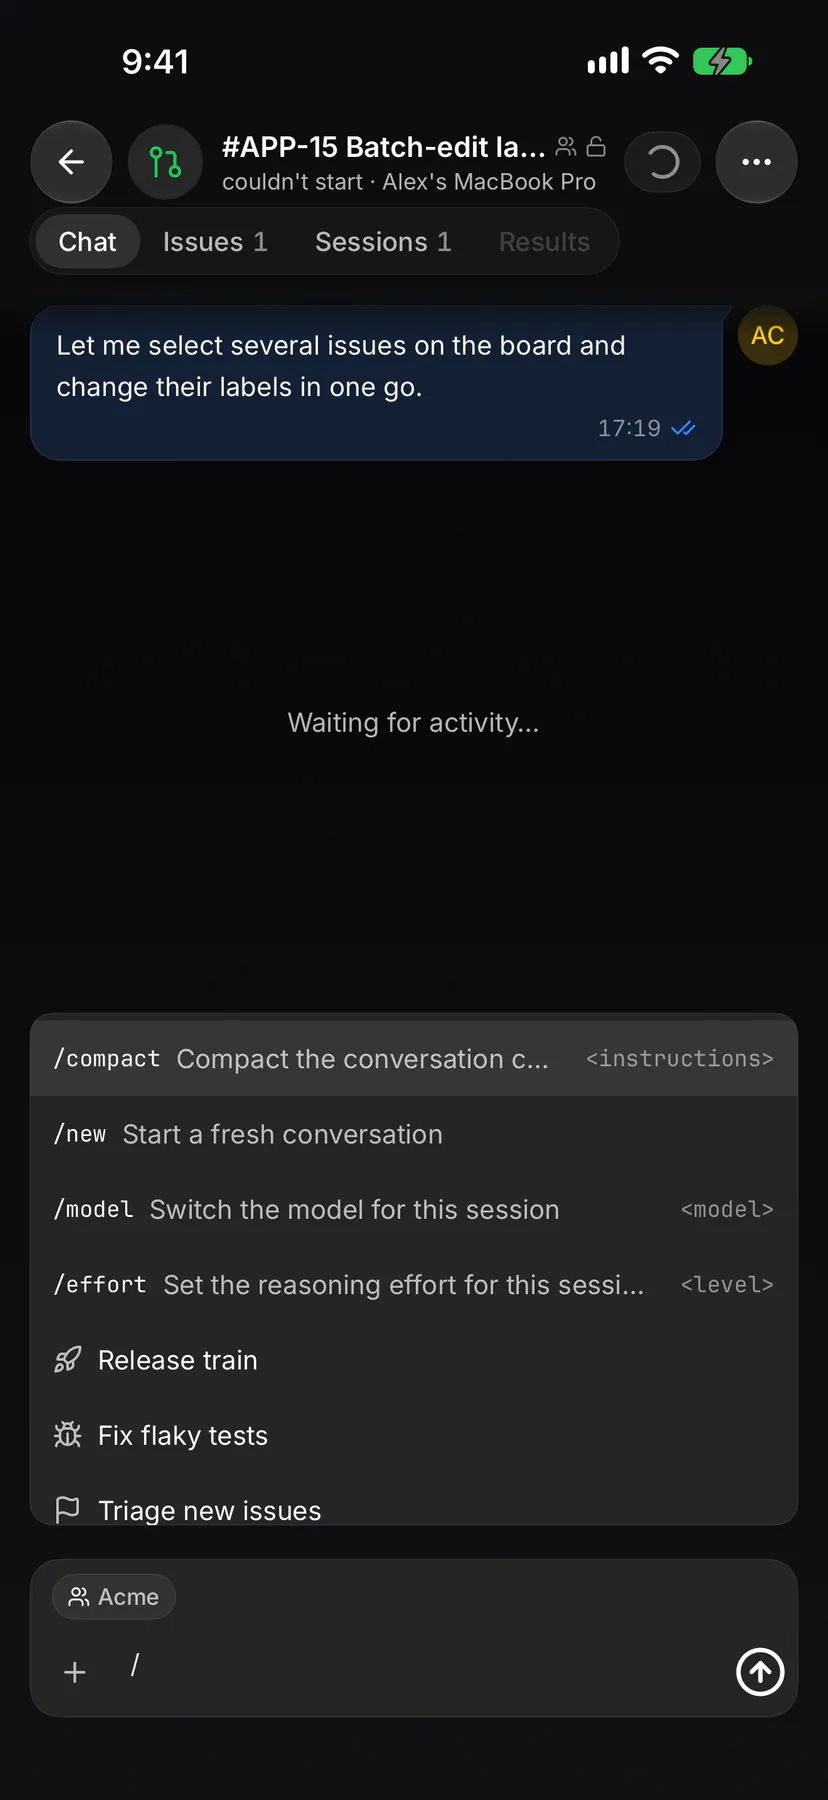 9:41
#APP-15 Batch-edit la...
couldn't start · Alex's MacBook Pro
Chat
Issues 1
Sessions 1
Results
Let me select several issues on the board and
change their labels in one go.
17:19
AC
Waiting for activity...
/compact Compact the conversation c... <instructions>
/new Start a fresh conversation
/model Switch the model for this session <model>
/effort Set the reasoning effort for this sessi... <level>
Release train
Fix flaky tests
Triage new issues
Acme
/